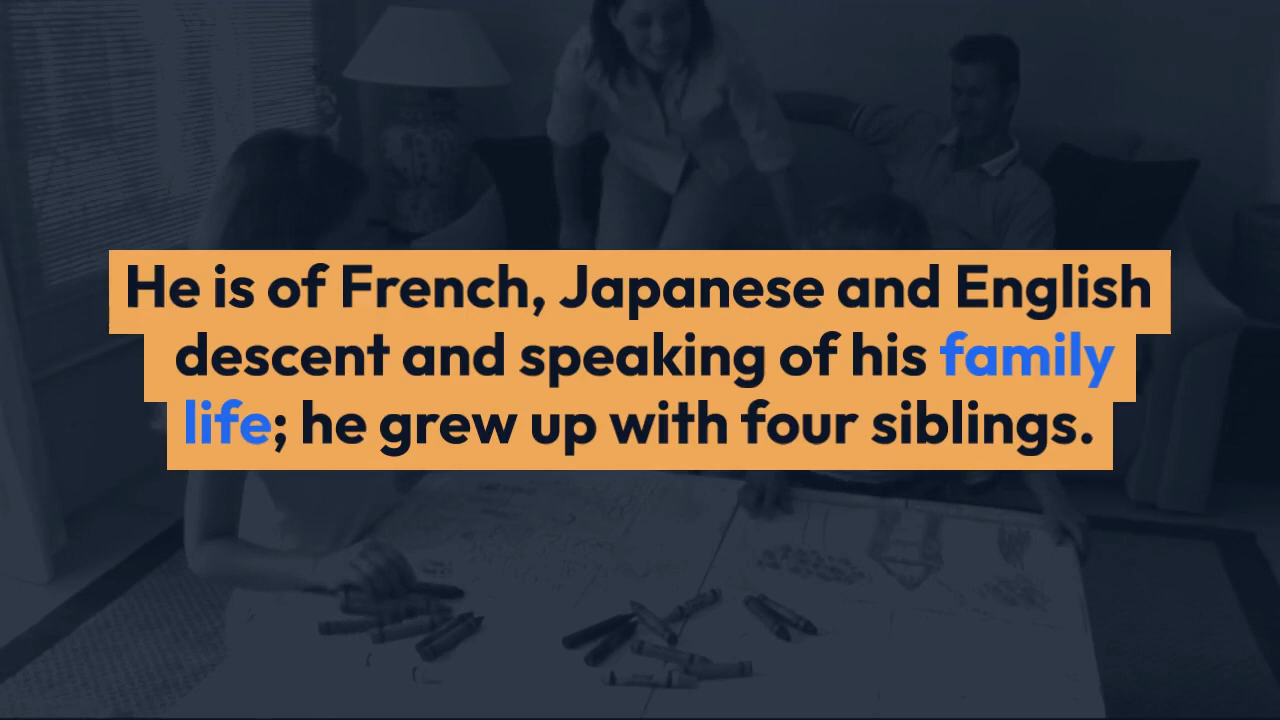 He is of French, Japanese and English
descent and speaking of his family
life; he grew up with four siblings.